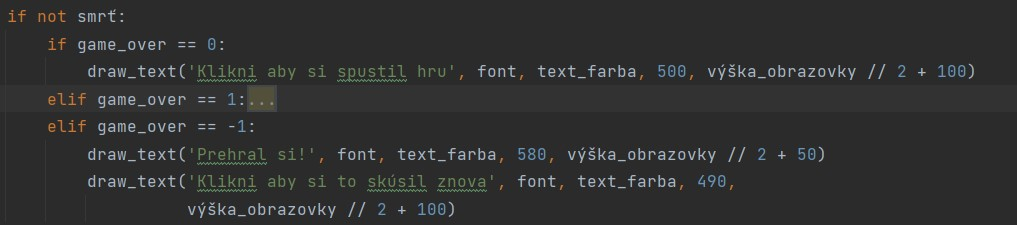 if not smrť:
    if game_over == 0:
        draw_text('Klikni aby si spustil hru', font, text_farba, 500, výška_obrazovky // 2 + 100)
    elif game_over == 1:...
    elif game_over == -1:
        draw_text('Prehral si!', font, text_farba, 580, výška_obrazovky // 2 + 50)
        draw_text('Klikni aby si to skúsil znova', font, text_farba, 490,
                  výška_obrazovky // 2 + 100)